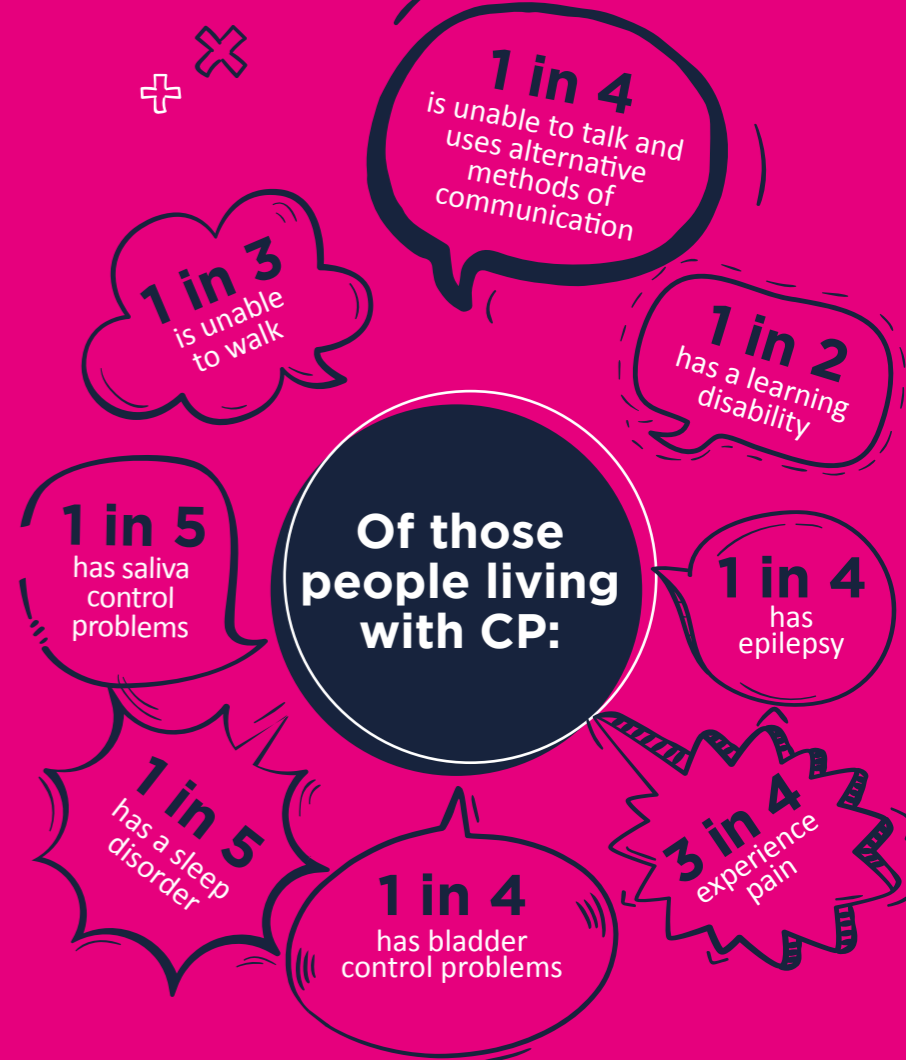 1 in 4
is unable to talk and
uses alternative
methods of
communication
1 in 3
is unable
to walk
1 in 2
has a learning
disability
Of those
people living
with CP:
1 in 5
has saliva
control
problems
1 in 4
has
epilepsy
1 in 5
has a sleep
disorder
1 in 4
has bladder
control problems
3 in 4
experience
pain